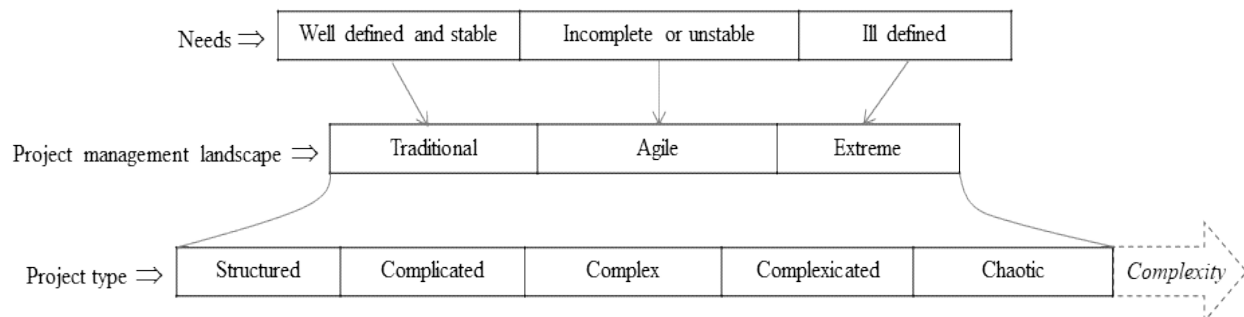 Needs ⇒ Well defined and stable Incomplete or unstable Ill defined
Project management landscape ⇒ Traditional Agile Extreme
Project type ⇒ Structured Complicated Complex Complexicated Chaotic Complexity